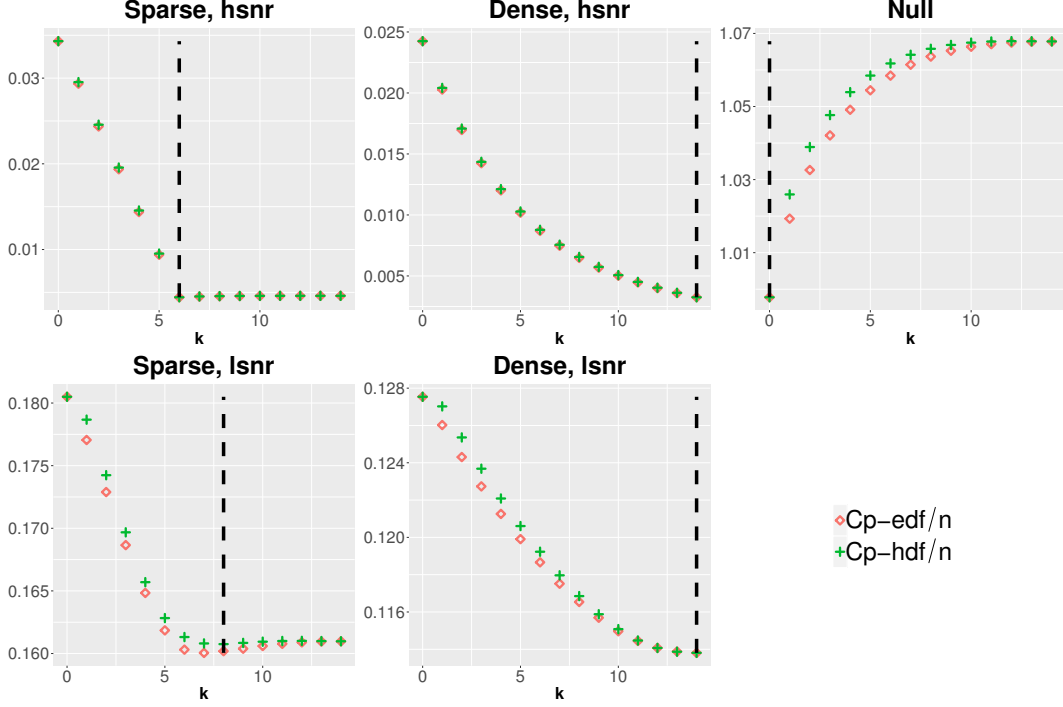 Sparse, hsnr
Dense, hsnr
Null
0.03
0.02
0.01
0 5 10
k
0.025
0.020
0.015
0.010
0.005
0 5 10
k
1.07
1.05
1.03
1.01
0 5 10
k
Sparse, lsnr
Dense, lsnr
0.180
0.175
0.170
0.165
0.160
0 5 10
k
0.128
0.124
0.120
0.116
0 5 10
k
Cp−edf/n
Cp−hdf/n